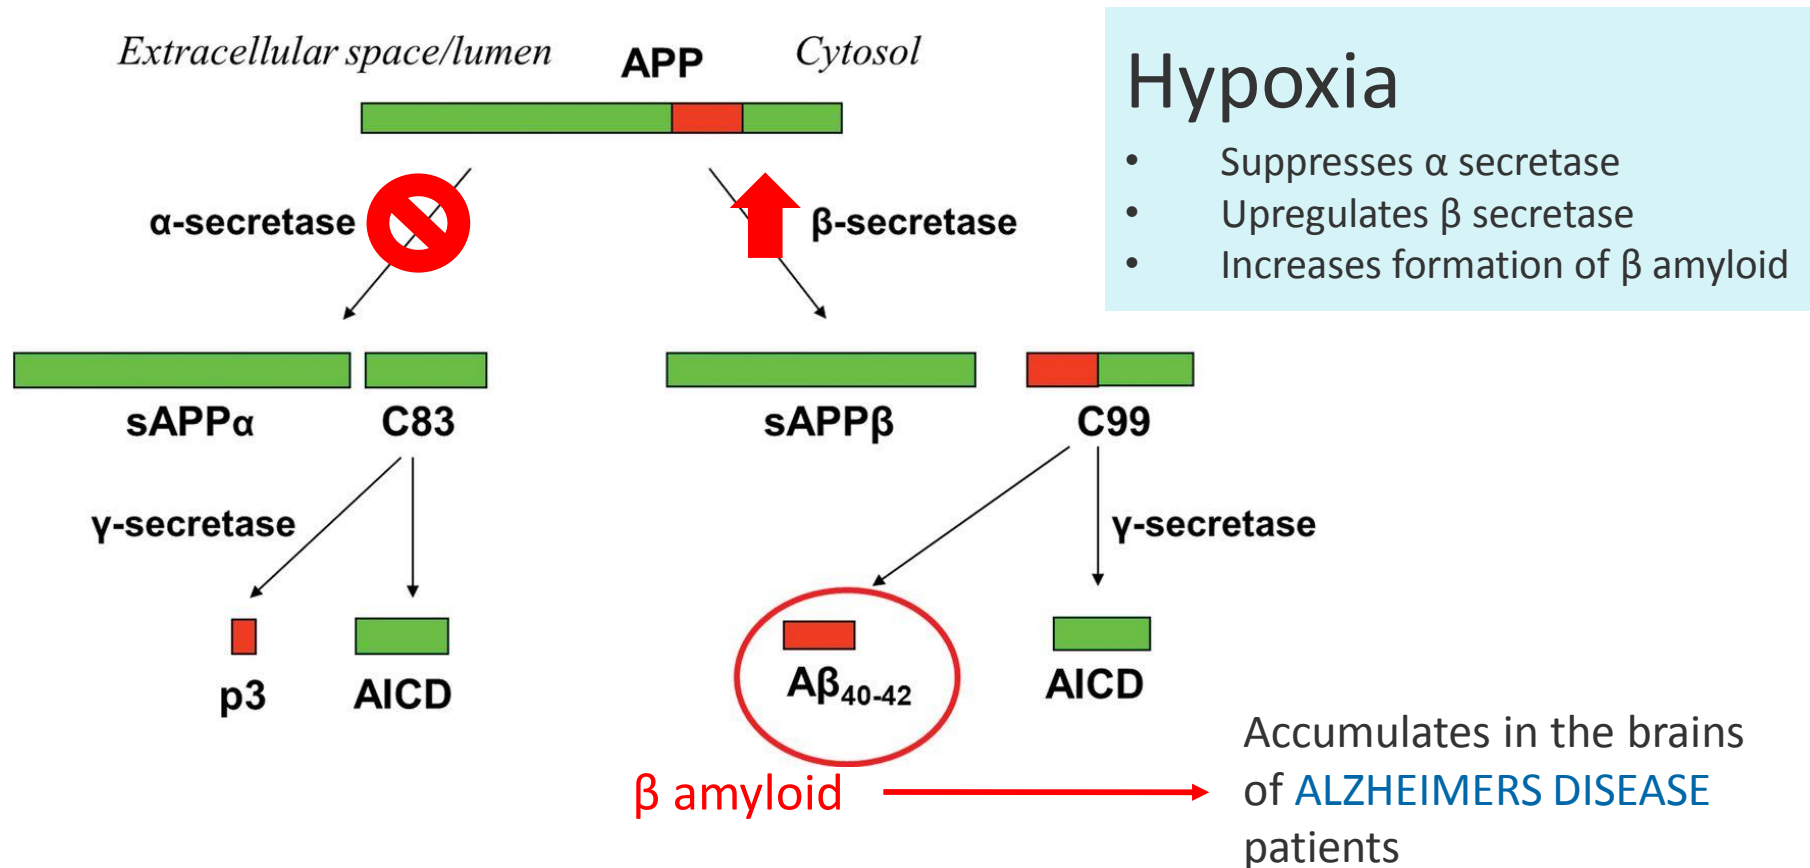 Extracellular space/lumen APP Cytosol
Hypoxia
• Suppresses α secretase
• Upregulates β secretase
• Increases formation of β amyloid
α-secretase β-secretase
sAPPα C83 sAPPβ C99
γ-secretase γ-secretase
p3 AICD Aβ40-42 AICD
β amyloid
Accumulates in the brains
of ALZHEIMERS DISEASE
patients